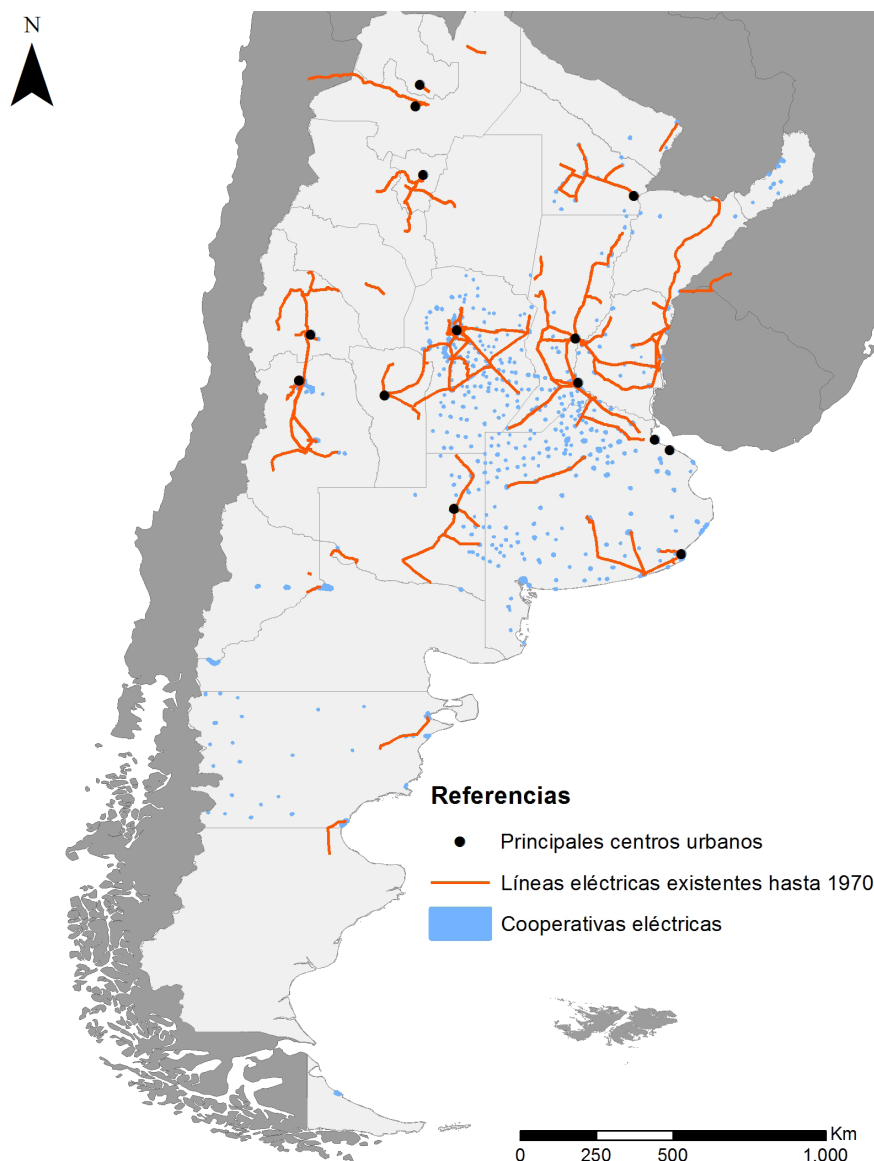 N
Referencias
Principales centros urbanos
Líneas eléctricas existentes hasta 1970
Cooperativas eléctricas
Km
0 250 500 1.000